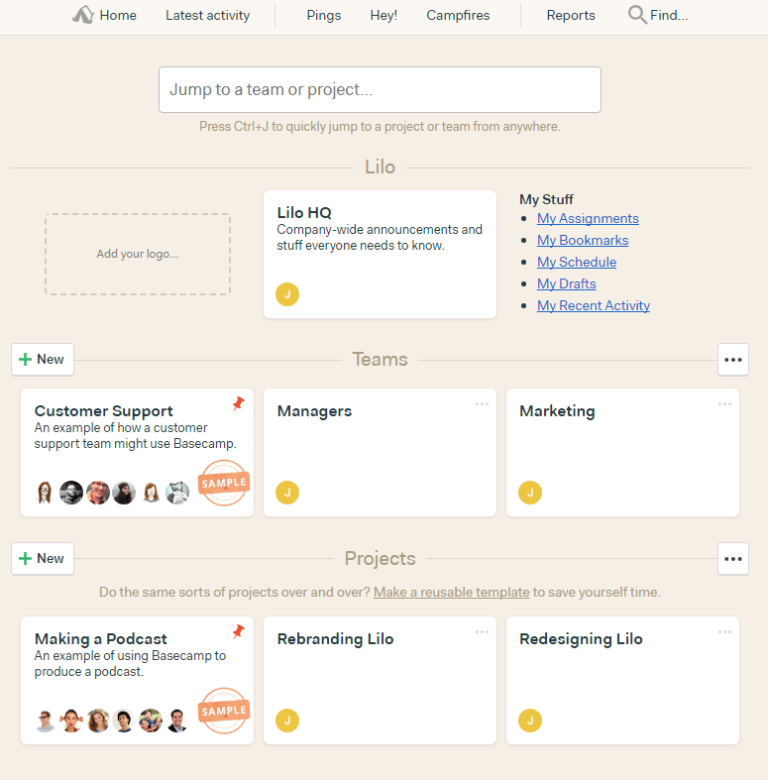 Home Latest activity Pings Hey! Campfires Reports Find...
Jump to a team or project...
Press Ctrl+J to quickly jump to a project or team from anywhere.
Lilo
Add your logo...
Lilo HQ
Company-wide announcements and
stuff everyone needs to know.
J
My Stuff
My Assignments
My Bookmarks
My Schedule
My Drafts
My Recent Activity
New
Teams
Customer Support
An example of how a customer
support team might use Basecamp.
SAMPLE
Managers
J
Marketing
J
New
Projects
Do the same sorts of projects over and over? Make a reusable template to save yourself time.
Making a Podcast
An example of using Basecamp to
produce a podcast.
SAMPLE
Rebranding Lilo
J
Redesigning Lilo
J